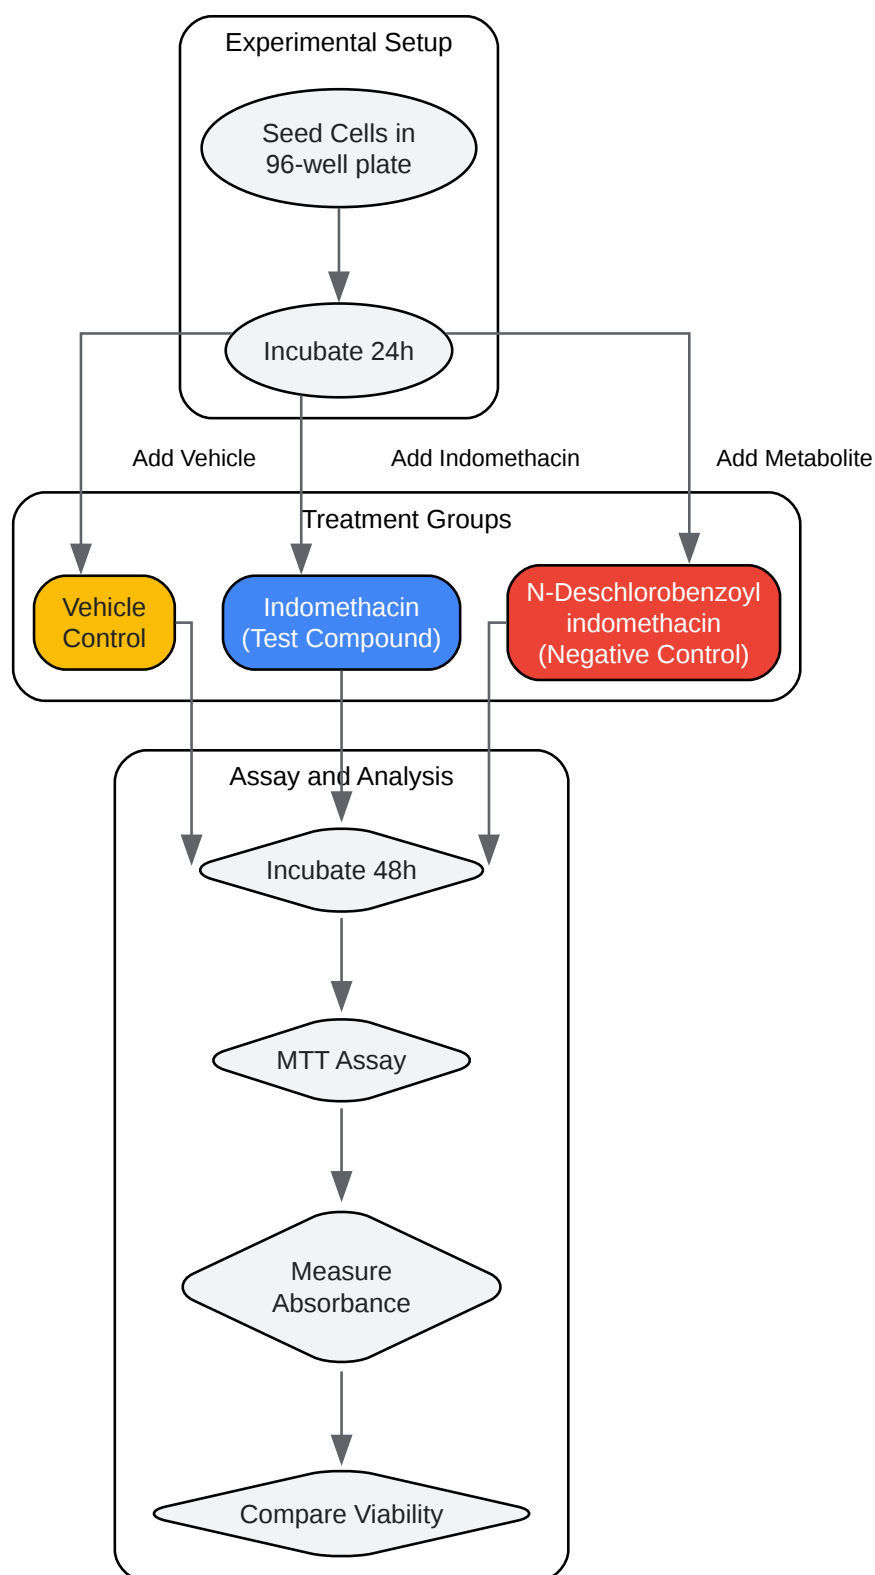 Experimental Setup
Seed Cells in
96-well plate
Incubate 24h
Add Vehicle
Add Indomethacin
Add Metabolite
Treatment Groups
Vehicle
Control
Indomethacin
(Test Compound)
N-Deschlorobenzoyl
indomethacin
(Negative Control)
Assay and Analysis
Incubate 48h
MTT Assay
Measure
Absorbance
Compare Viability